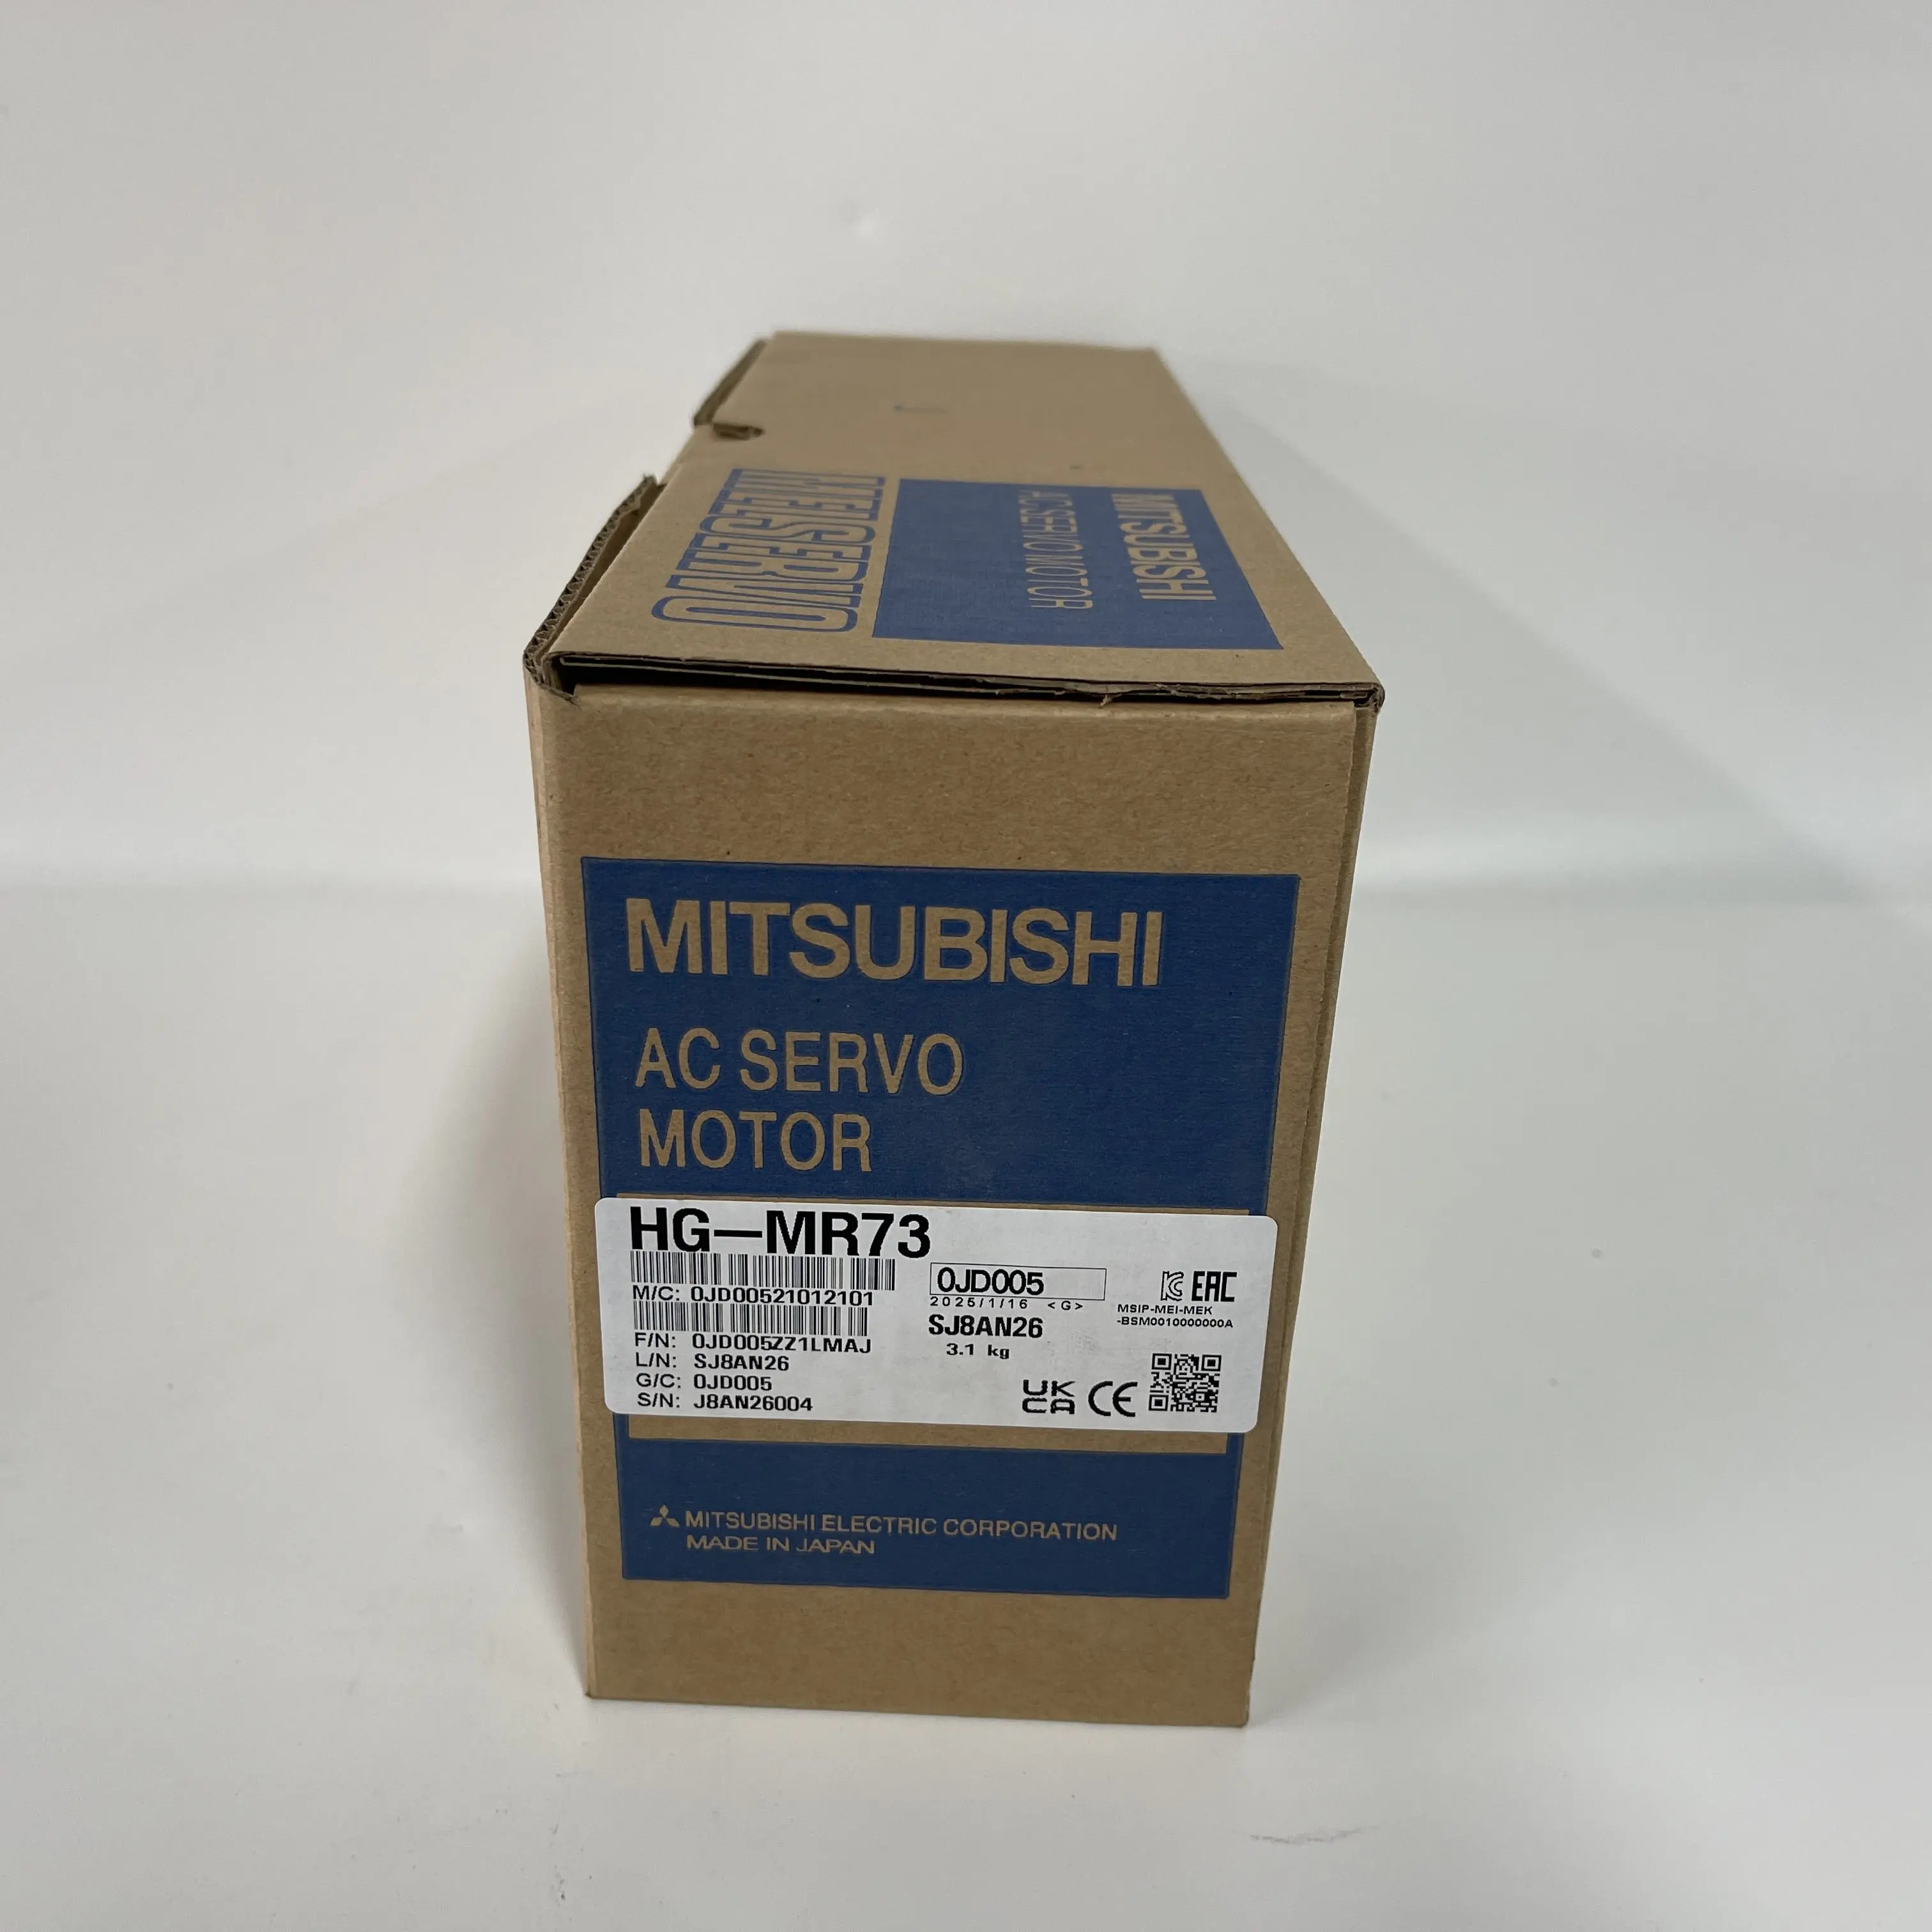 MELSERVO
MITSUBISHI
AC SERVO MOTOR
MITSUBISHI
AC SERVO
MOTOR
HG-MR73
M/C: 0JD00521012101
F/N: 0JD005ZZ1LMAJ
L/N: SJ8AN26
G/C: 0JD005
S/N: J8AN26004
0JD005
2025/1/16 <G>
SJ8AN26
3.1 kg
EAC
MSIP-MEI-MEK
-BSM0010000000A
UK
CA
CE
MITSUBISHI ELECTRIC CORPORATION
MADE IN JAPAN